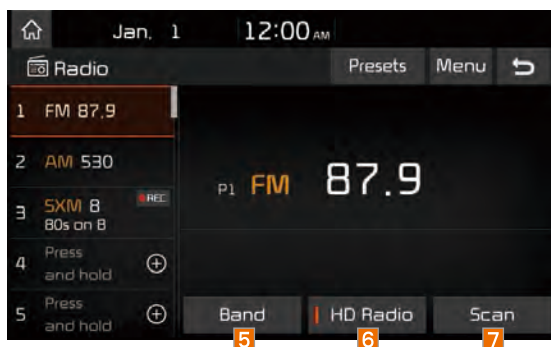 Jan. 1 12:00 AM
Radio Presets Menu
1 FM 87.9
2 AM 530
3 SXM 8 REC
80s on 8
4 Press and hold
5 Press and hold
P1 FM 87.9
Band HD Radio Scan
5 6 7